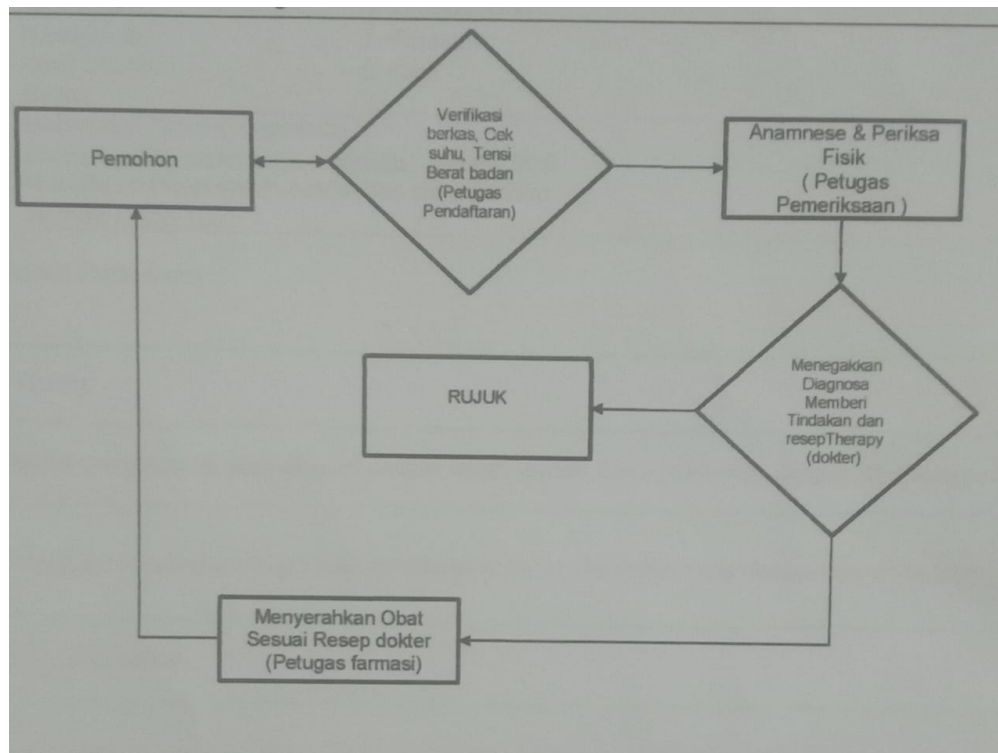 Pemohon
Verifikasi
berkas, Cek
suhu, Tensi
Berat badan
(Petugas
Pendaftaran)
Anamnese & Periksa
Fisik
( Petugas
Pemeriksaan )
Menegakkan
Diagnosa
Memberi
Tindakan dan
resepTherapy
(dokter)
RUJUK
Menyerahkan Obat
Sesuai Resep dokter
(Petugas farmasi)